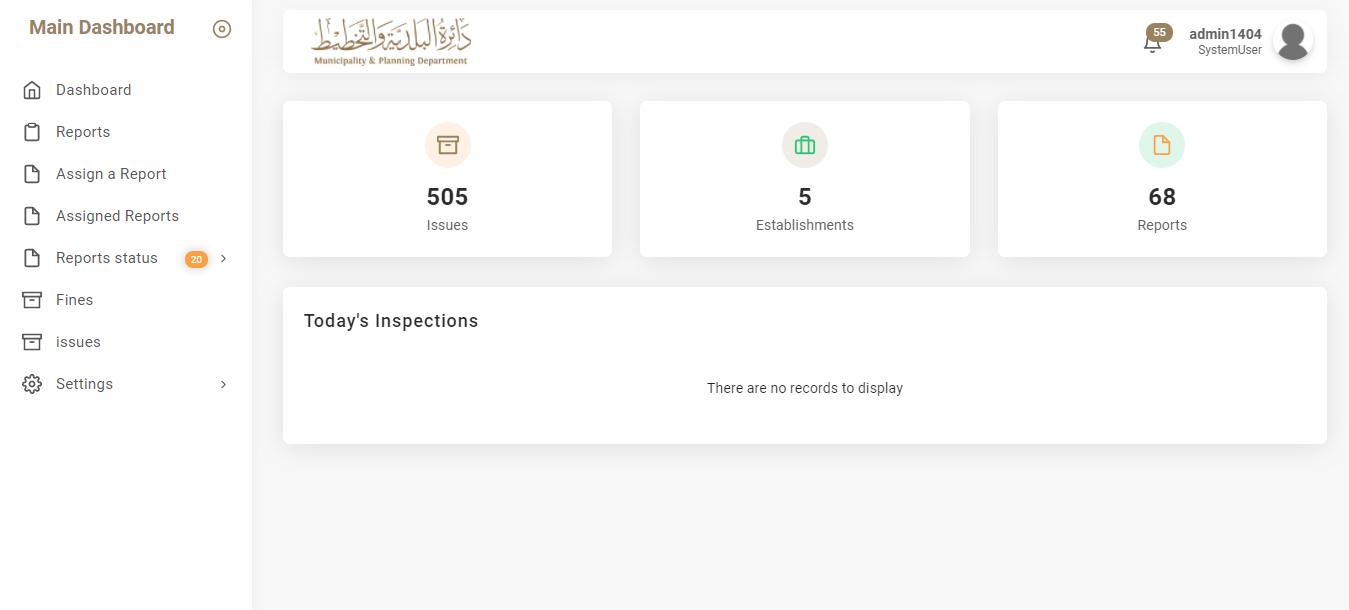 Main Dashboard
Dashboard
Reports
Assign a Report
Assigned Reports
Reports status 20
Fines
issues
Settings
دائرة البلدية والتخطيط
Municipality & Planning Department
55
admin1404
SystemUser
505
Issues
5
Establishments
68
Reports
Today's Inspections
There are no records to display